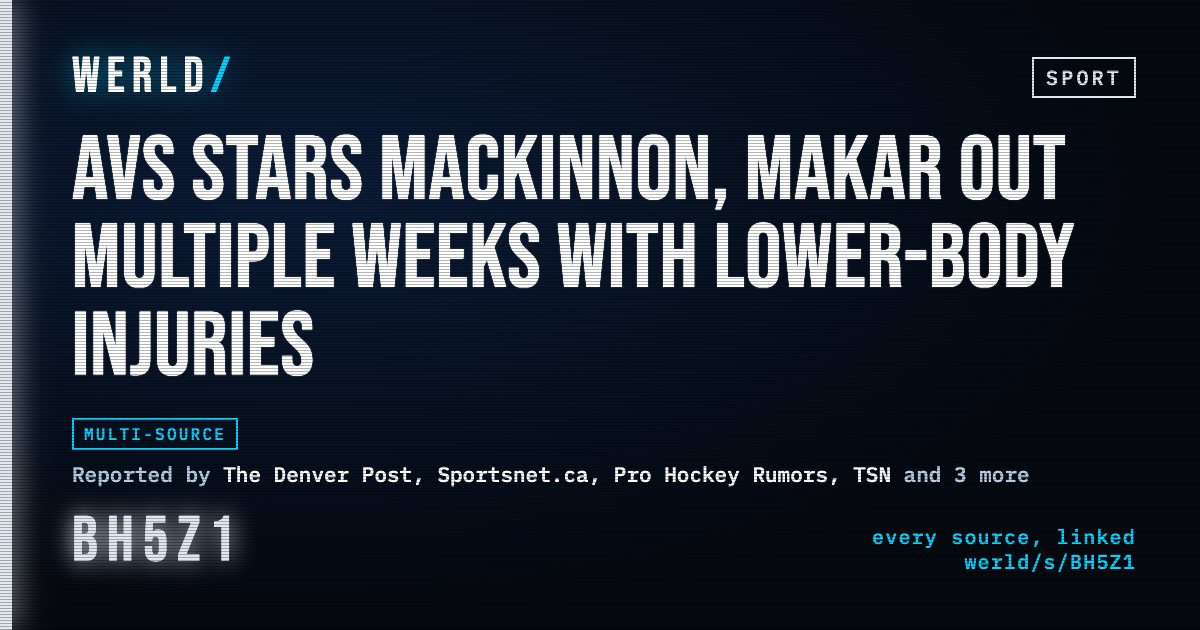 WERLD/
SPORT
AVS STARS MACKINNON, MAKAR OUT
MULTIPLE WEEKS WITH LOWER-BODY
INJURIES
MULTI-SOURCE
Reported by The Denver Post, Sportsnet.ca, Pro Hockey Rumors, TSN and 3 more
BH5Z1
every source, linked
werld/s/BH5Z1